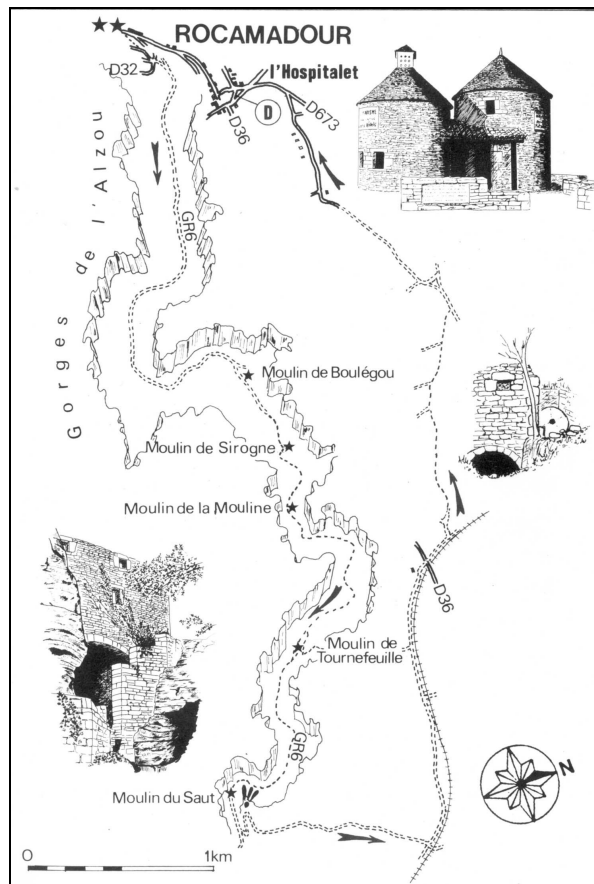 ROCAMADOUR
l'Hospitalet
D32
D36
D
D673
Gorges de l'Alzou
GR6
Moulin de Boulégou
Moulin de Sirogne
Moulin de la Mouline
D36
Moulin de
Tournefeuille
GR6
Moulin du Saut
N
0 1km